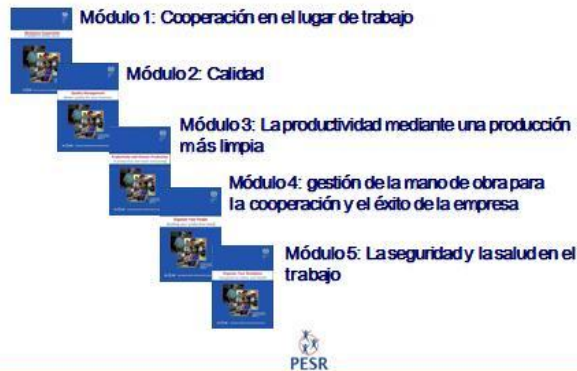 Módulo 1: Cooperación en el lugar de trabajo
Módulo 2: Calidad
Módulo 3: La productividad mediante una producción
más limpia
Módulo 4: gestión de la mano de obra para
la cooperación y el éxito de la empresa
Módulo 5: La seguridad y la salud en el
trabajo
PESR